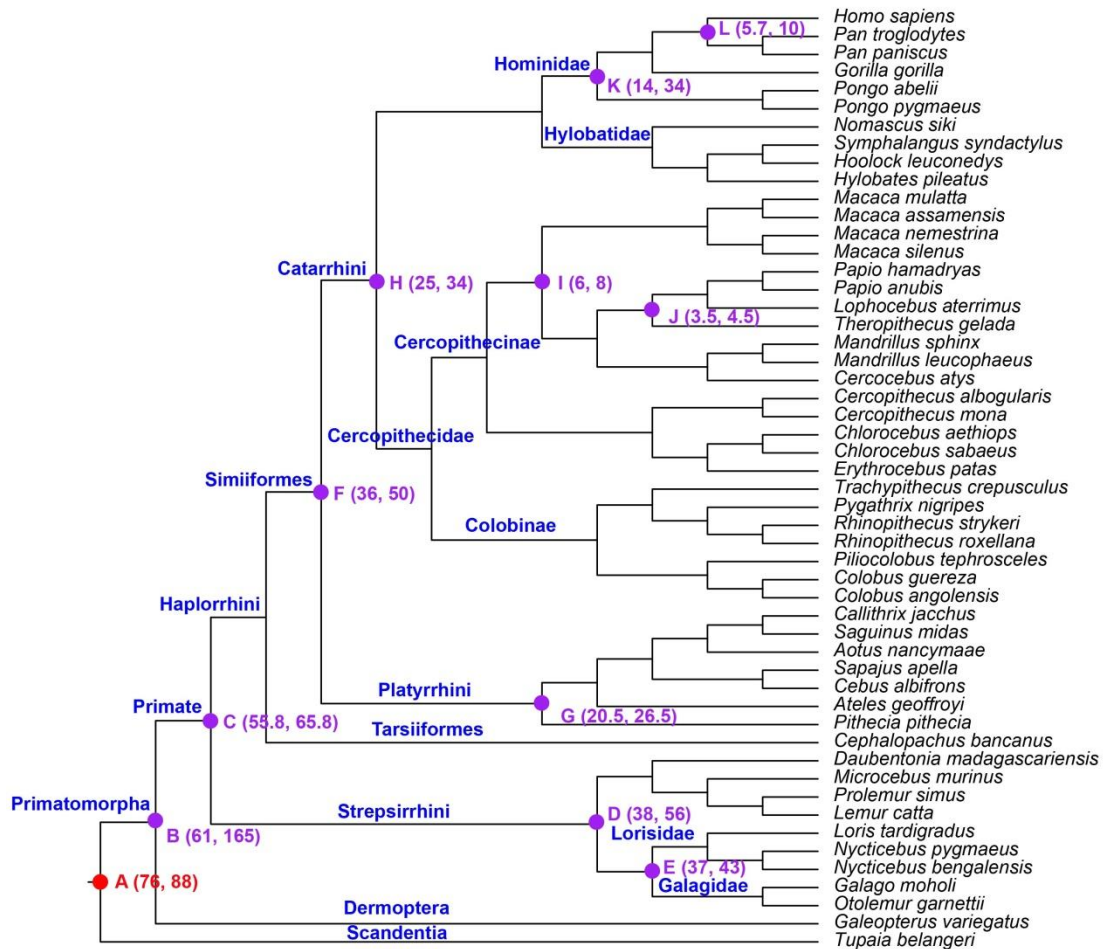 Homo sapiens
L (5.7, 10)
Pan troglodytes
Pan paniscus
Hominidae
Gorilla gorilla
K (14, 34)
Pongo abelii
Pongo pygmaeus
Nomascus siki
Hylobatidae
Symphalangus syndactylus
Hoolock leuconedys
Hylobates pileatus
Macaca mulatta
Macaca assamensis
Macaca nemestrina
Macaca silenus
Catarrhini
H (25, 34)
I (6, 8)
Papio hamadryas
Papio anubis
Lophocebus aterrimus
J (3.5, 4.5)
Theropithecus gelada
Cercopithecinae
Mandrillus sphinx
Mandrillus leucophaeus
Cercocebus atys
Cercopithecus albogularis
Cercopithecus mona
Cercopithecidae
Chlorocebus aethiops
Chlorocebus sabaeus
Erythrocebus patas
Simiiformes
F (36, 50)
Trachypithecus crepusculus
Pygathrix nigripes
Colobinae
Rhinopithecus strykeri
Rhinopithecus roxellana
Piliocolobus tephrosceles
Colobus guereza
Haplorrhini
Colobus angolensis
Callithrix jacchus
Saguinus midas
Aotus nancymaae
Sapajus apella
Platyrrhini
Cebus albifrons
Primate
Ateles geoffroyi
C (55.8, 65.8)
G (20.5, 26.5)
Pithecia pithecia
Tarsiiformes
Cephalopachus bancanus
Daubentonia madagascariensis
Microcebus murinus
Primatomorpha
Prolemur simus
Strepsirrhini
D (38, 56)
Lemur catta
B (61, 165)
Lorisidae
Loris tardigradus
Nycticebus pygmaeus
E (37, 43)
Nycticebus bengalensis
A (76, 88)
Galagidae
Galago moholi
Otolemur garnettii
Dermoptera
Galeopterus variegatus
Scandentia
Tupaia belangeri